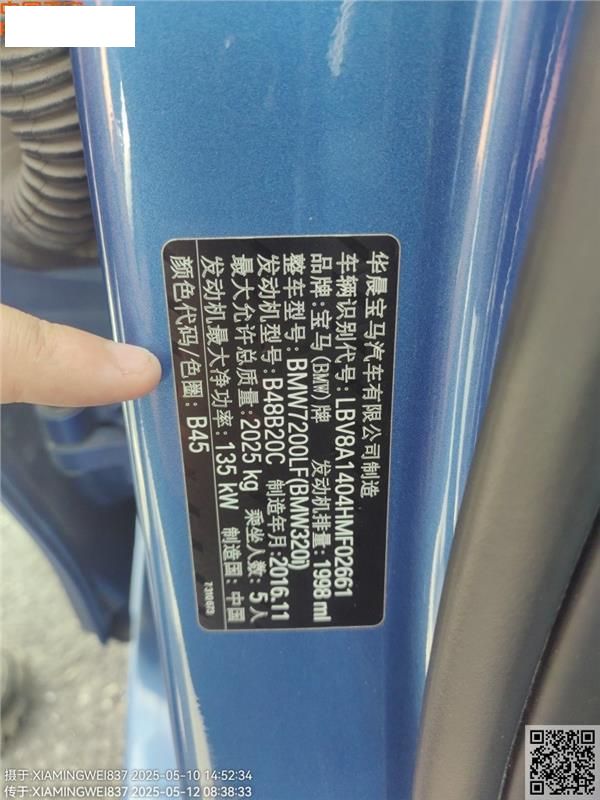 华晨宝马汽车有限公司制造
车辆识别代号: LBV8A1404HMF02661
品牌: 宝马(BMW)牌 发动机排量: 1998 ml
整车型号: BMW7200LF(BMW320i)
发动机型号: B48B20C 制造年月: 2016.11
最大允许总质量: 2025 kg 乘坐人数: 5人
发动机最大净功率: 135 kW 制造国: 中国
颜色代码/色圈: B45
7310673
摄于:XIAMINGWEI837 2025-05-10 14:52:34
传于:XIAMINGWEI837 2025-05-12 08:38:33